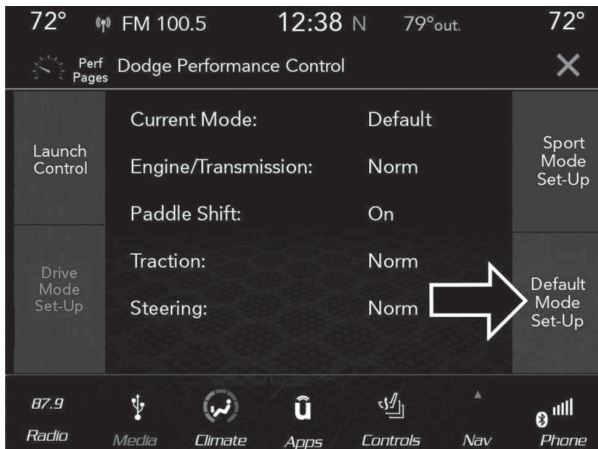 72° FM 100.5 12:38 N 79°out. 72°
Perf
Pages
Dodge Performance Control
Launch
Control
Drive
Mode
Set-Up
Current Mode: Default
Engine/Transmission: Norm
Paddle Shift: On
Traction: Norm
Steering: Norm
Sport
Mode
Set-Up
Default
Mode
Set-Up
87.9
Radio Media Climate Apps Controls Nav Phone